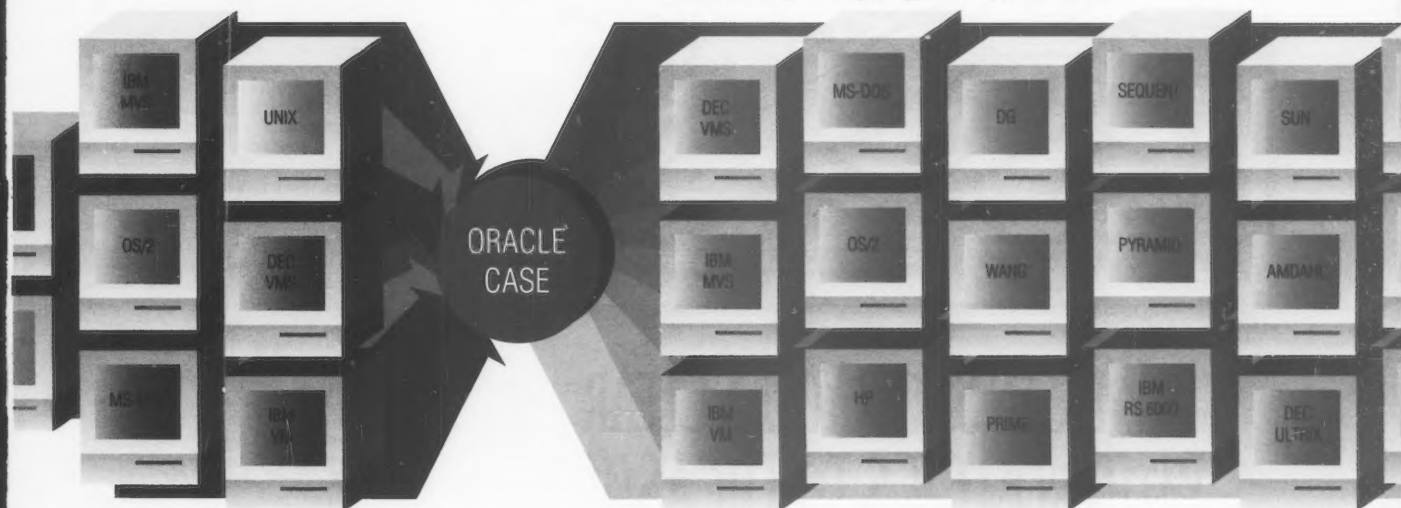 IBM
MVS
UNIX
OS/2
DEC
VMS
IBM
VM
ORACLE
CASE
DEC
VMS
MS-DOS
DG
SEQUENT
SUN
IBM
MVS
OS/2
WANG
PYRAMID
AMDAHL
IBM
VM
HP
PRIME
IBM
RS 6000
DEC
ULTRIX